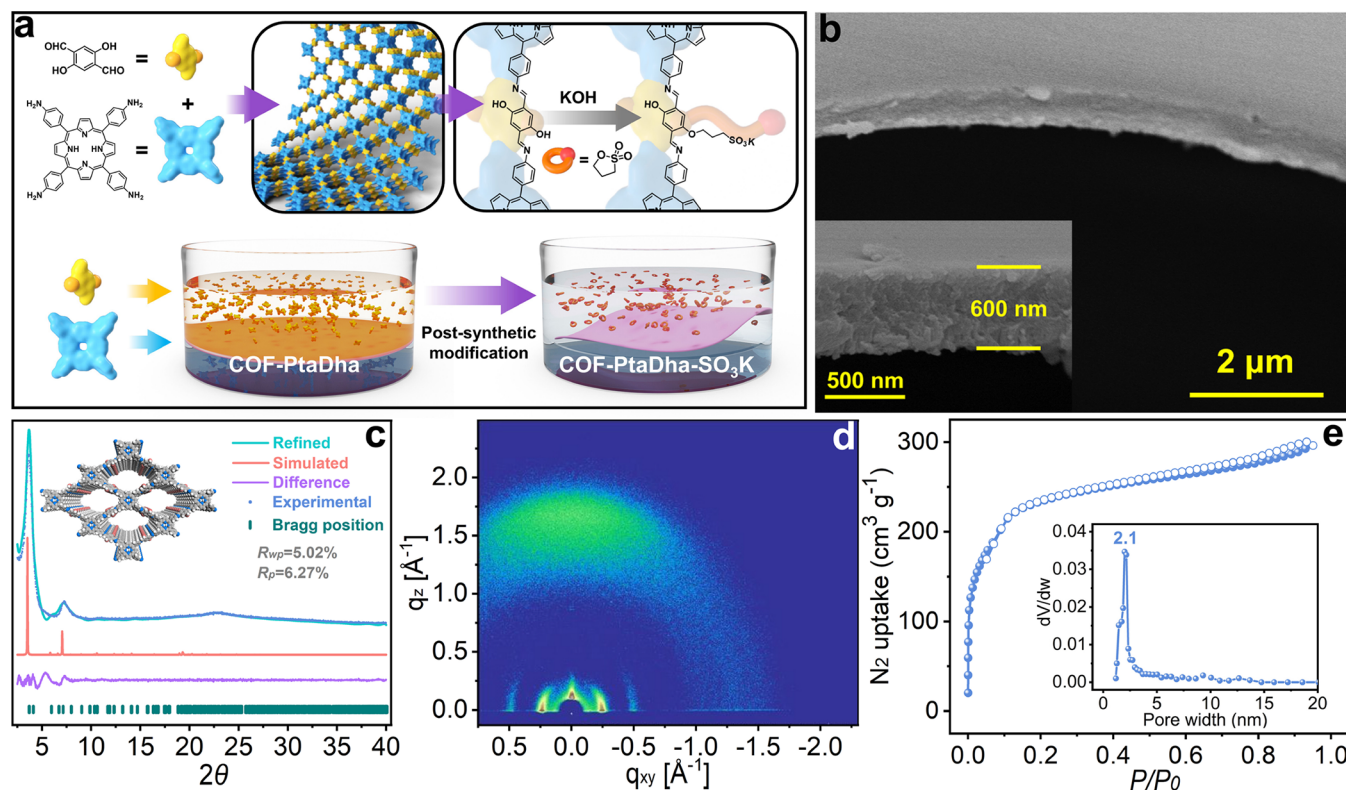 a
OHC
OH
HO
CHO
=
+
H2N
NH2
NH
N
N
HN
=
H2N
NH2
N
HO
OH
N
KOH
=
O
O
S
O
N
HO
O
SO3K
N
COF-PtaDha
Post-synthetic
modification
COF-PtaDha-SO3K
b
600 nm
500 nm
2 μm
c
Refined
Simulated
Difference
Experimental
Bragg position
Rwp=5.02%
Rp=6.27%
5 10 15 20 25 30 35 40
2θ
d
2.0
1.5
1.0
0.5
0.0
qz [Å-1]
0.5 0.0 -0.5 -1.0 -1.5 -2.0
qxy [Å-1]
e
300
250
200
150
100
50
0
N2 uptake (cm3 g-1)
0.0 0.2 0.4 0.6 0.8 1.0
P/P0
0.04
0.03
0.02
0.01
0.00
dV/dw
2.1
0 5 10 15 20
Pore width (nm)